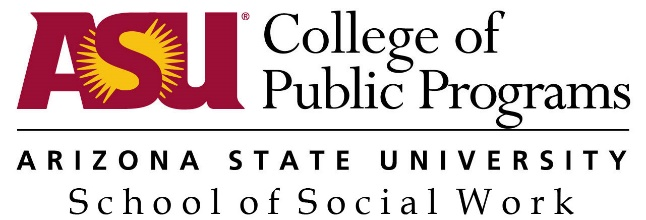 ASU® College of
Public Programs
ARIZONA STATE UNIVERSITY
School of Social Work